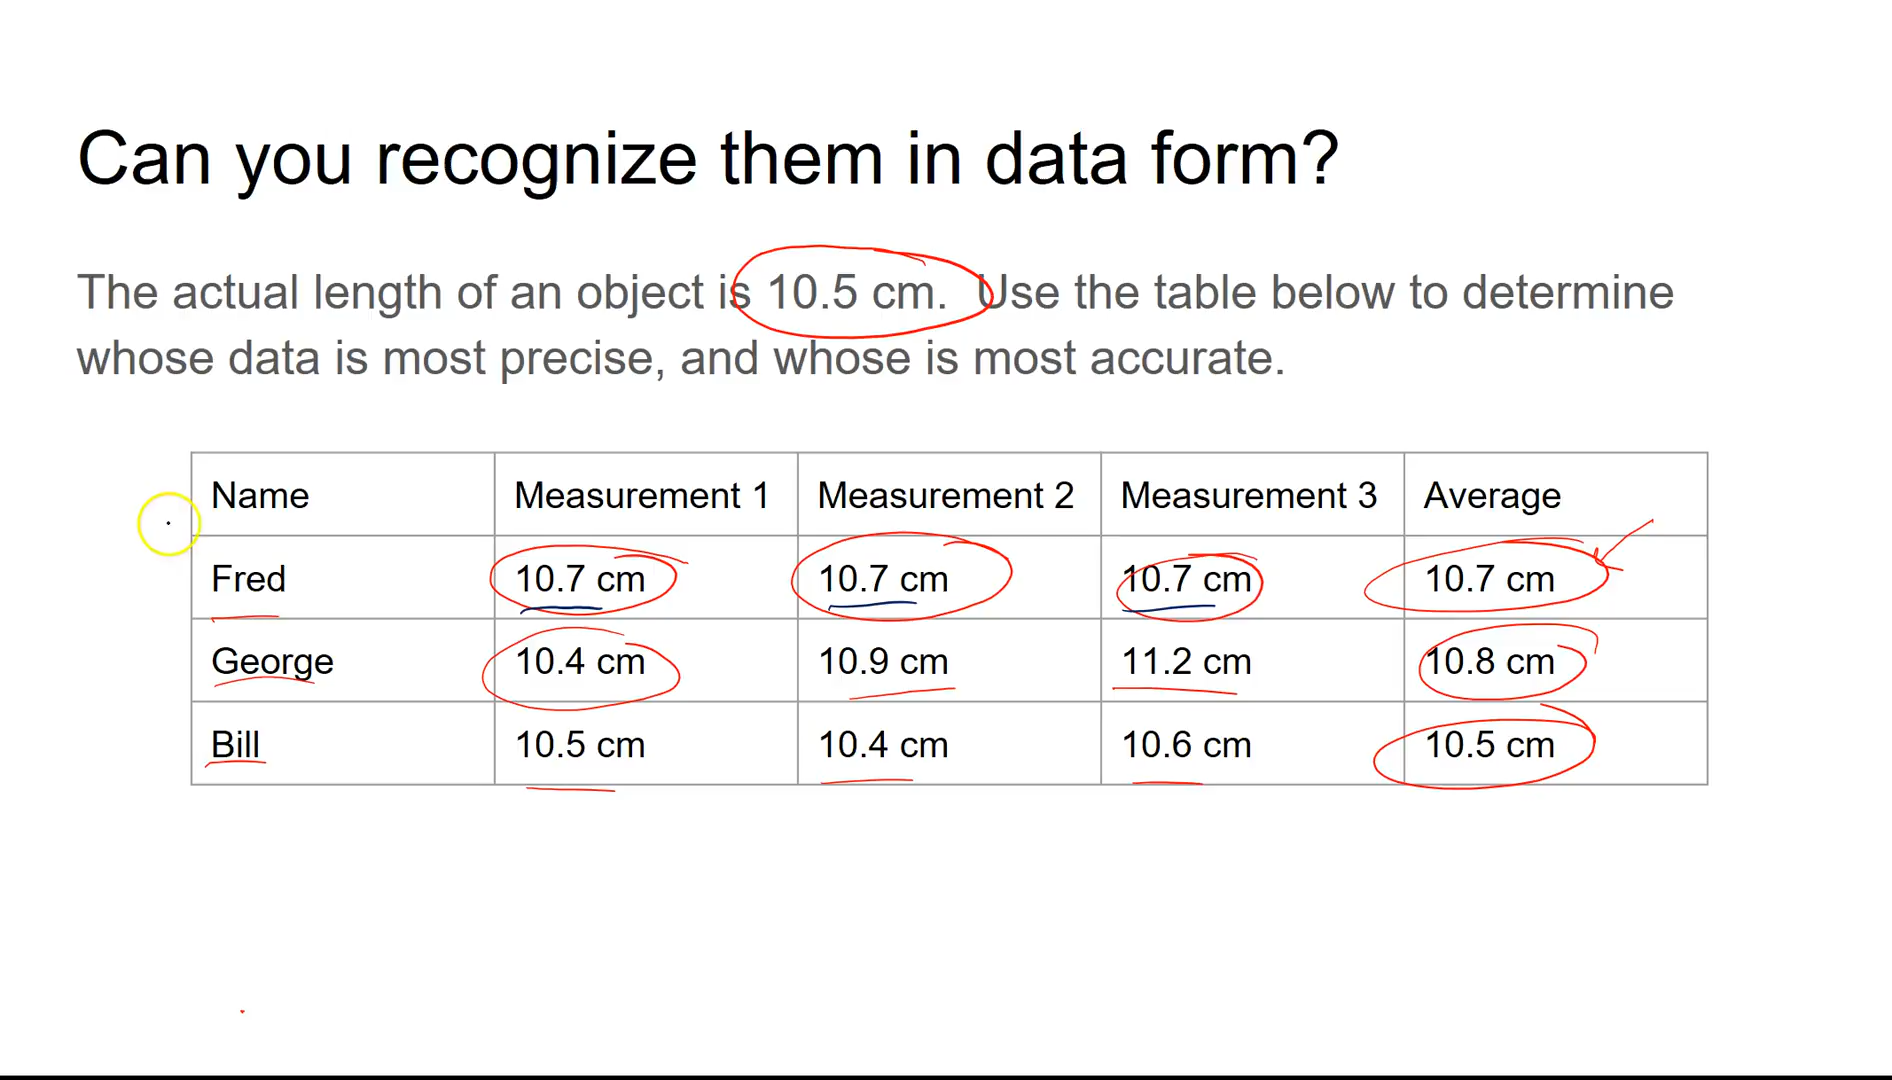 Can you recognize them in data form?
The actual length of an object is 10.5 cm. Use the table below to determine
whose data is most precise, and whose is most accurate.
Name Measurement 1 Measurement 2 Measurement 3 Average
Fred 10.7 cm 10.7 cm 10.7 cm 10.7 cm
George 10.4 cm 10.9 cm 11.2 cm 10.8 cm
Bill 10.5 cm 10.4 cm 10.6 cm 10.5 cm